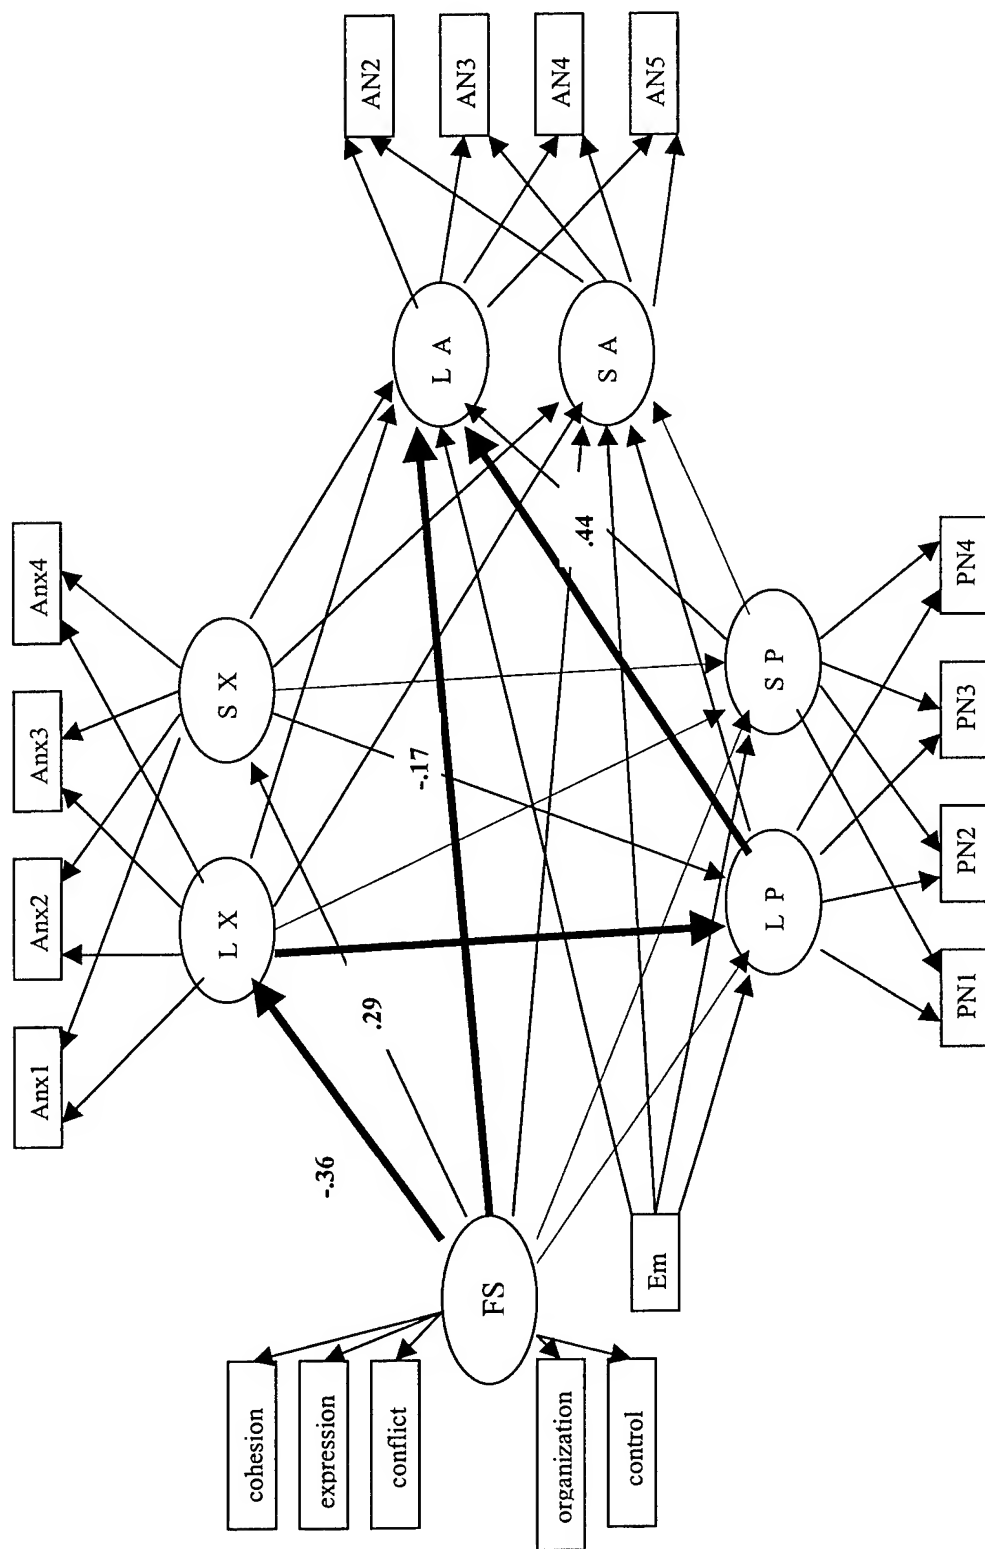 cohesion
expression
conflict
organization
control
FS
Em
Anx1
Anx2
Anx3
Anx4
L X
S X
-.36
.29
-.17
.44
L P
S P
PN1
PN2
PN3
PN4
L A
S A
AN2
AN3
AN4
AN5